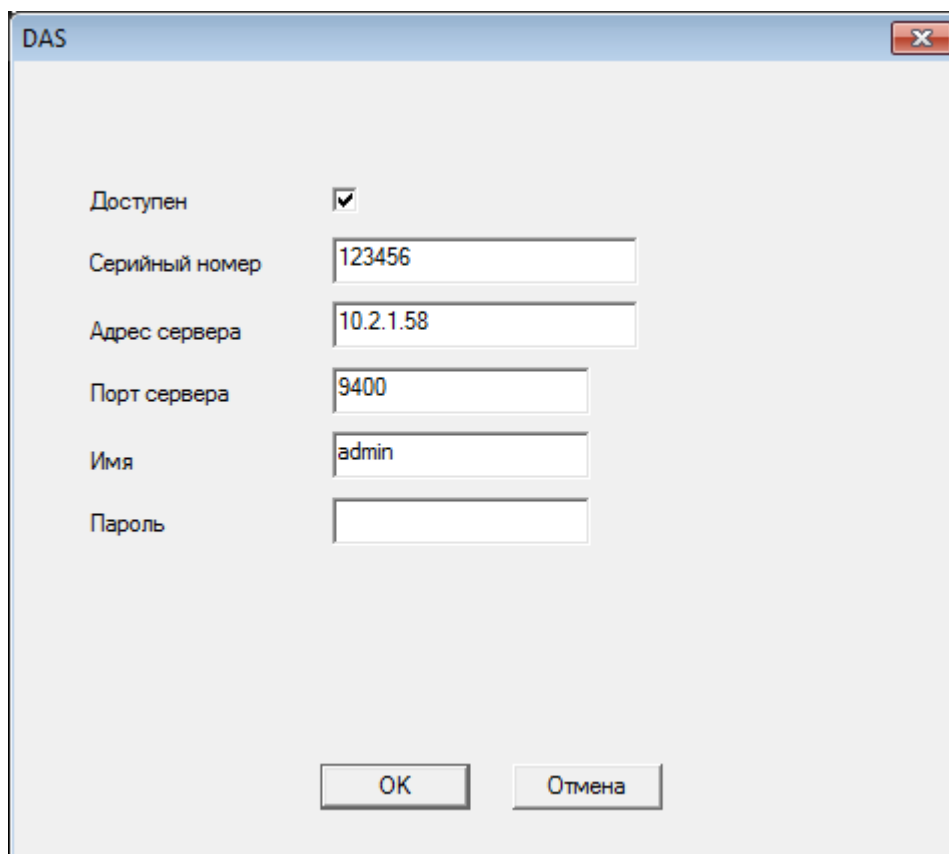 DAS
Доступен
Серийный номер 123456
Адрес сервера 10.2.1.58
Порт сервера 9400
Имя admin
Пароль
OK Отмена